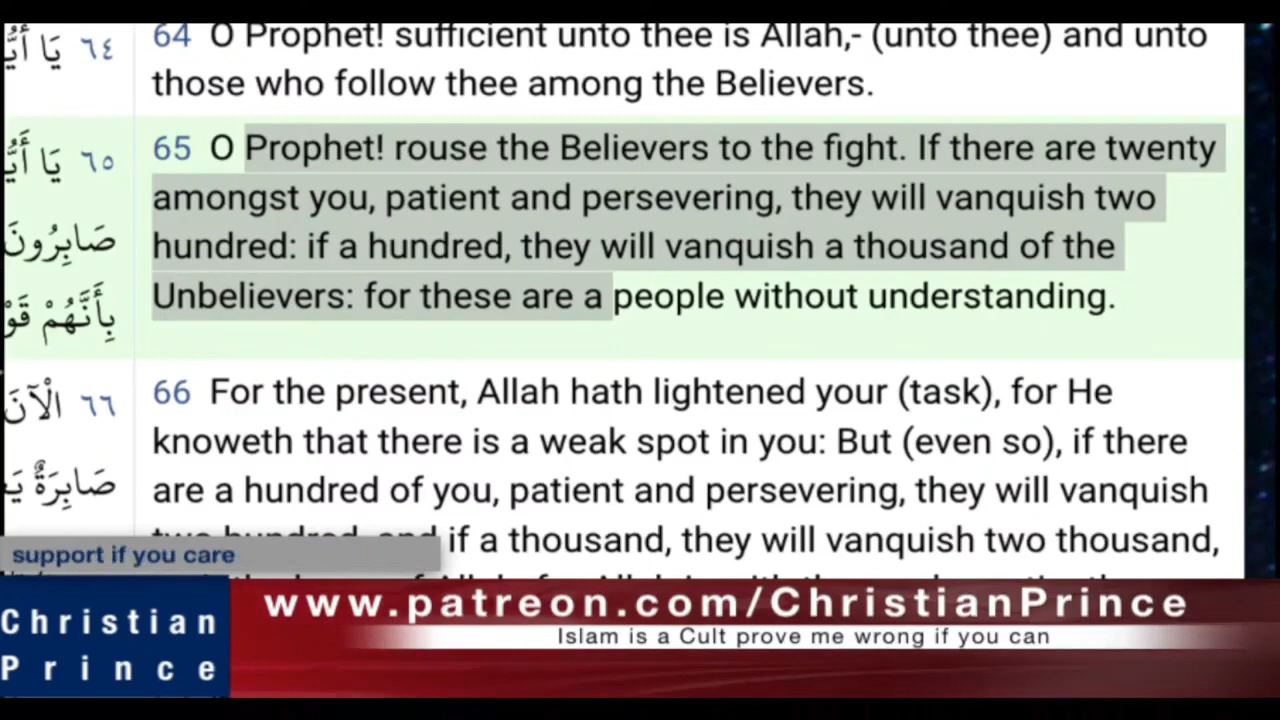 64 O Prophet! sufficient unto thee is Allah,- (unto thee) and unto
٦٤ يَا
those who follow thee among the Believers.
65 O Prophet! rouse the Believers to the fight. If there are twenty
٦٥ يَا
amongst you, patient and persevering, they will vanquish two
hundred: if a hundred, they will vanquish a thousand of the
صَابِرُونَ
Unbelievers: for these are a people without understanding.
بِأَنَّهُمْ
66 For the present, Allah hath lightened your (task), for He
٦٦ الْآنَ
knoweth that there is a weak spot in you: But (even so), if there
are a hundred of you, patient and persevering, they will vanquish
صَابِرَةٌ
two hundred, and if a thousand, they will vanquish two thousand,
support if you care
Christian
Prince
www.patreon.com/ChristianPrince
Islam is a Cult prove me wrong if you can